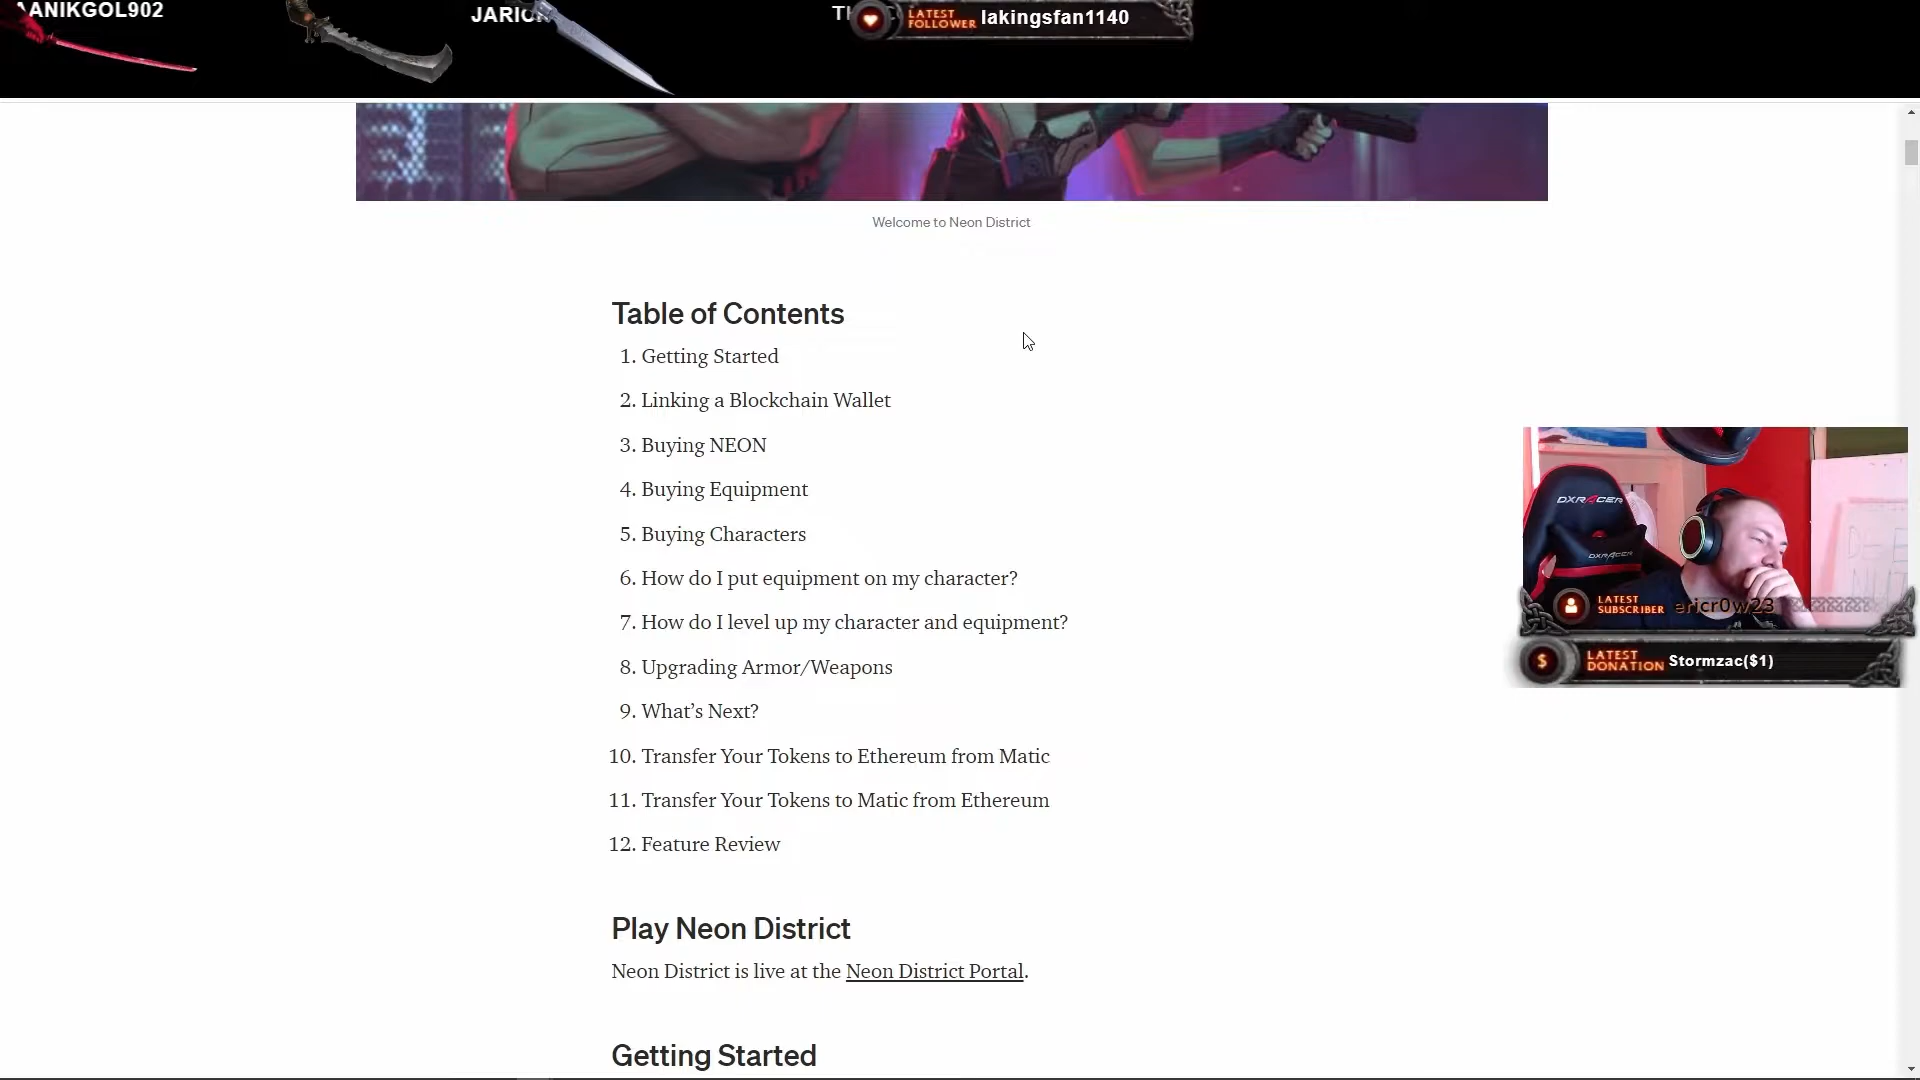 AANIKGOL902
LATEST
FOLLOWER
lakingsfan1140
Welcome to Neon District
Table of Contents
1. Getting Started
2. Linking a Blockchain Wallet
3. Buying NEON
4. Buying Equipment
5. Buying Characters
6. How do I put equipment on my character?
7. How do I level up my character and equipment?
8. Upgrading Armor/Weapons
9. What’s Next?
10. Transfer Your Tokens to Ethereum from Matic
11. Transfer Your Tokens to Matic from Ethereum
12. Feature Review
Play Neon District
Neon District is live at the Neon District Portal.
Getting Started
DXRACER
DXRACER
LATEST
SUBSCRIBER
ericr0w23
$
LATEST
DONATION
Stormzac($1)